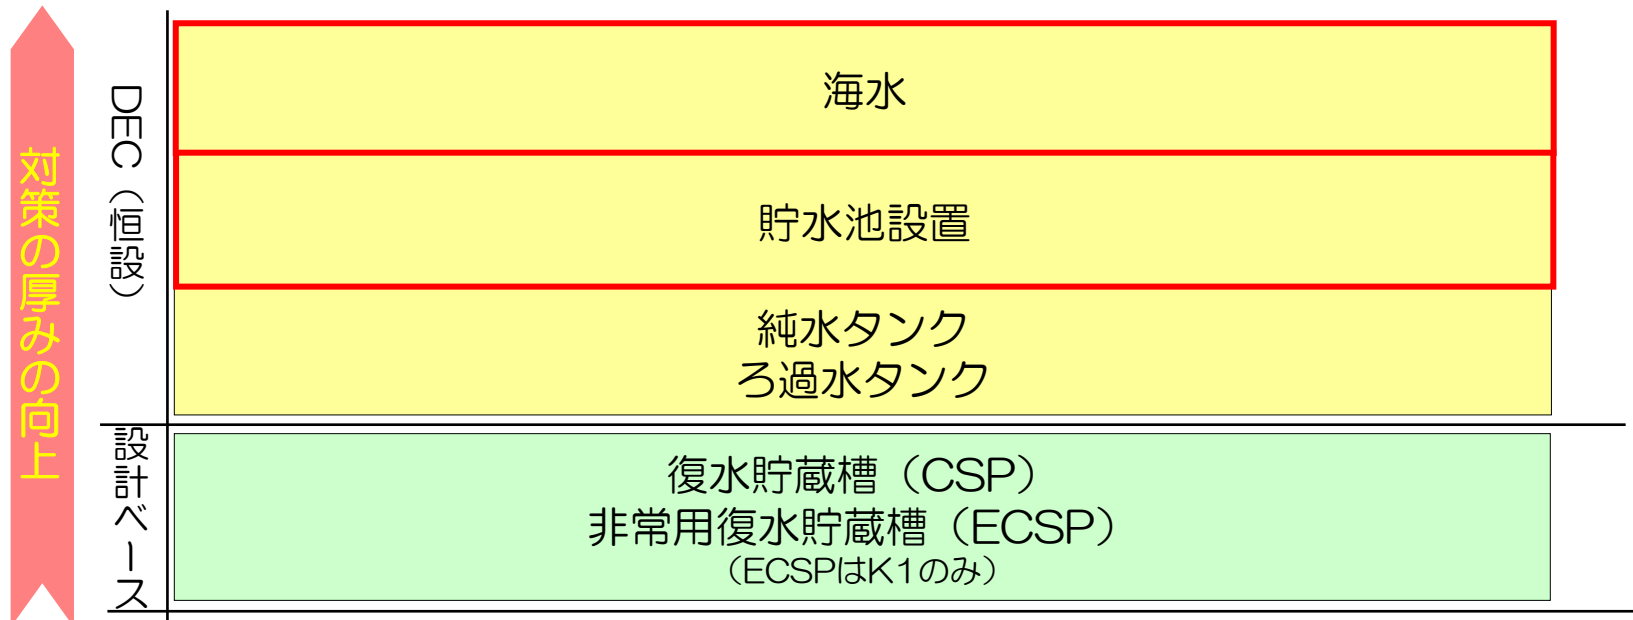 対策の厚みの向上
DEC（恒設）
海水
貯水池設置
純水タンク
ろ過水タンク
設計ベース
復水貯蔵槽（CSP）
非常用復水貯蔵槽（ECSP）
（ECSPはK1のみ）